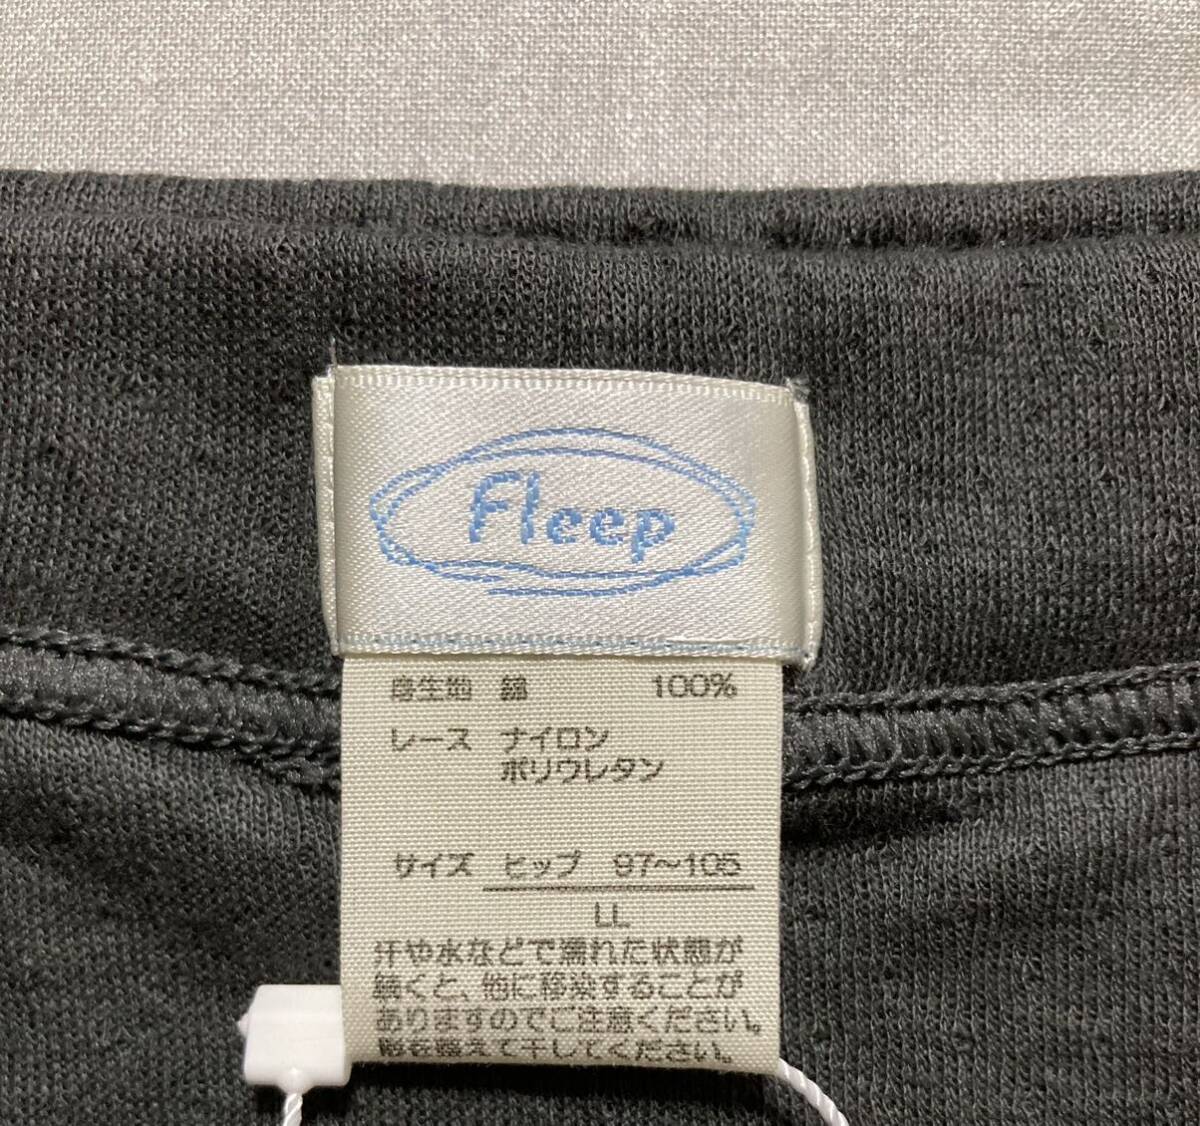 Fleep
身生地 綿 100%
レース ナイロン
ポリウレタン
サイズ ヒップ 97～105
LL
汗や水などで濡れた状態が
続くと、他に移染することが
ありますのでご注意ください。
形を整えて干してください。